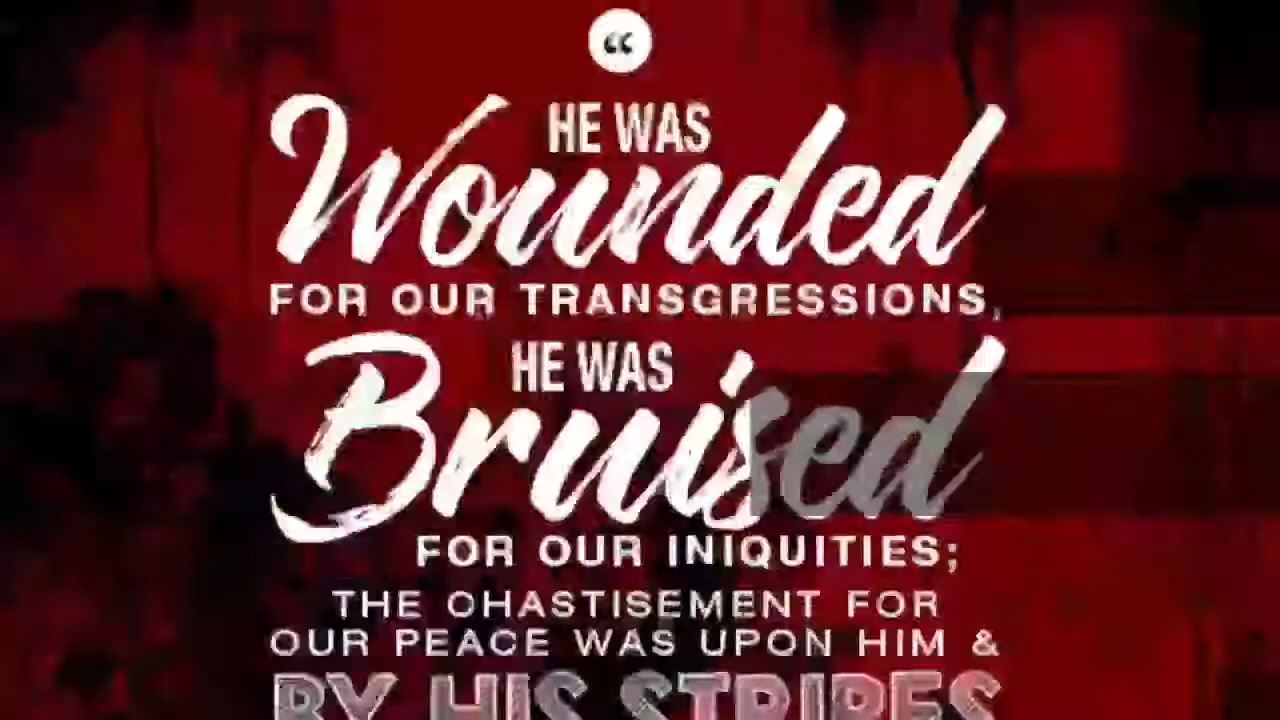 “
HE WAS
Wounded
FOR OUR TRANSGRESSIONS,
HE WAS
Bruised
FOR OUR INIQUITIES;
THE CHASTISEMENT FOR
OUR PEACE WAS UPON HIM &
BY HIS STRIPES